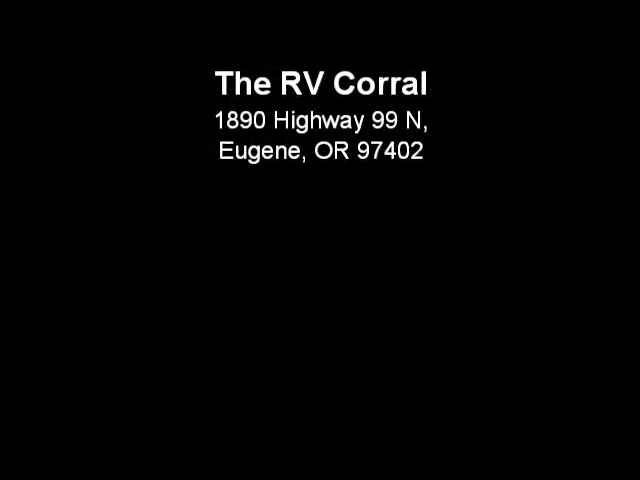 The RV Corral
1890 Highway 99 N,
Eugene, OR 97402